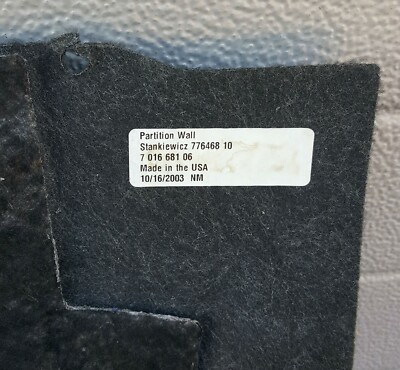 Partition Wall
Stankiewicz 776468 10
7 016 681 06
Made in the USA
10/16/2003 NM